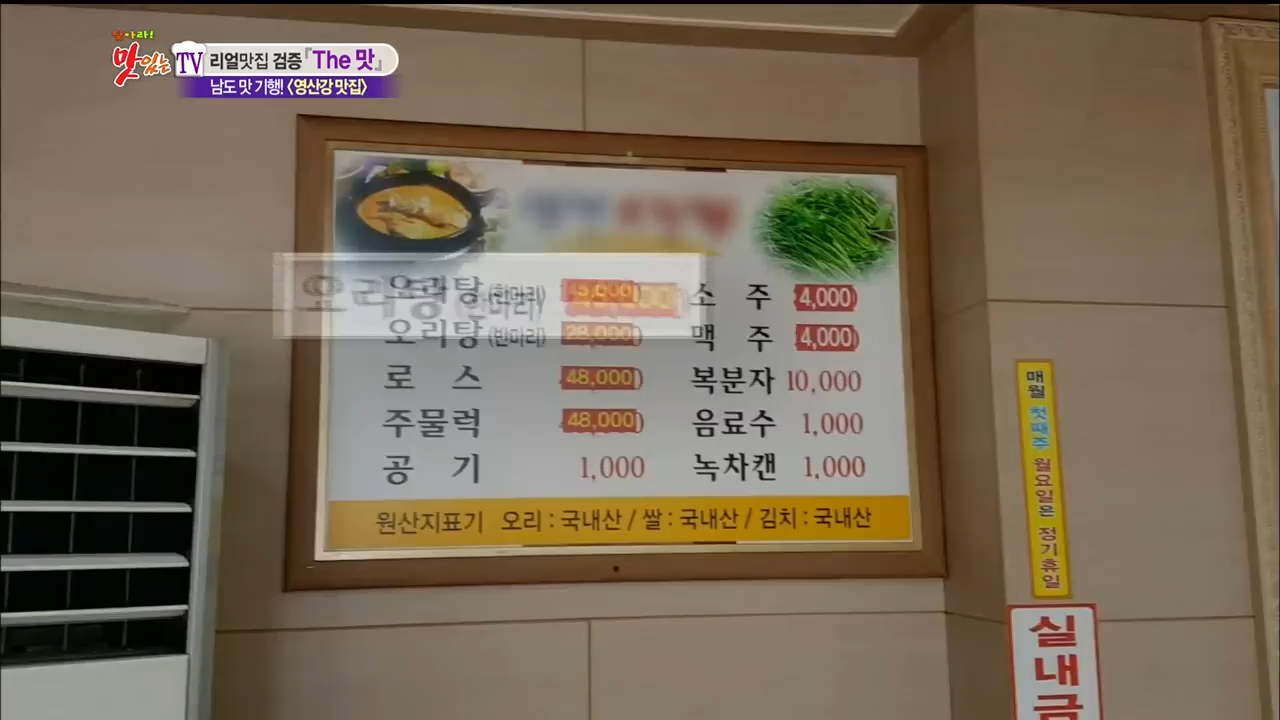 찾아라!
맛있는 TV 리얼맛집 검증『The 맛』
남도 맛 기행! <영산강 맛집>
오리탕 (한마리)
소 주 4,000
오리탕 (반마리) 28,000 맥 주 4,000
로 스 48,000 복분자 10,000
주물럭 48,000 음료수 1,000
공 기 1,000 녹차캔 1,000
원산지표기 오리 : 국내산 / 쌀 : 국내산 / 김치 : 국내산
매월 첫째주 월요일은 정기휴일
실내금